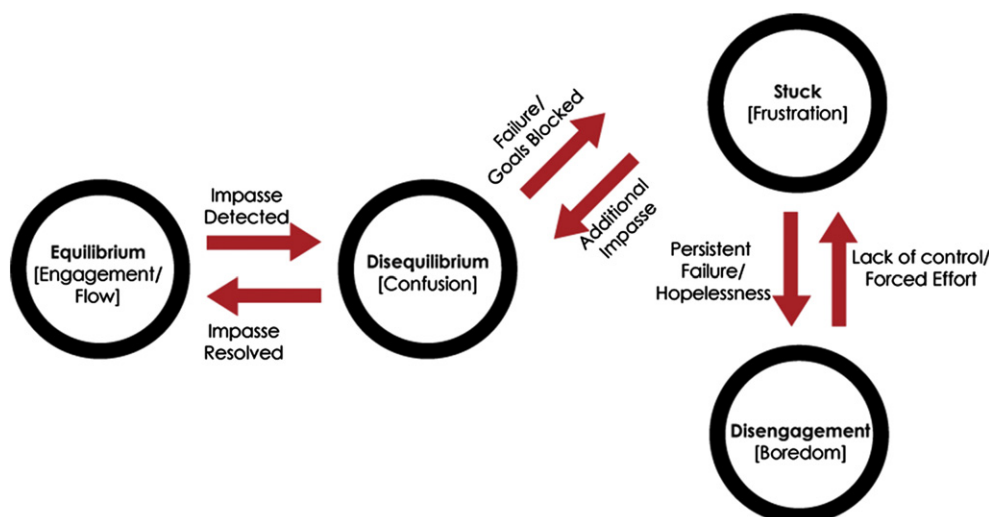 Equilibrium
[Engagement/
Flow]
Impasse
Detected
Impasse
Resolved
Disequilibrium
[Confusion]
Failure/
Goals Blocked
Additional
Impasse
Stuck
[Frustration]
Persistent
Failure/
Hopelessness
Lack of control/
Forced Effort
Disengagement
[Boredom]